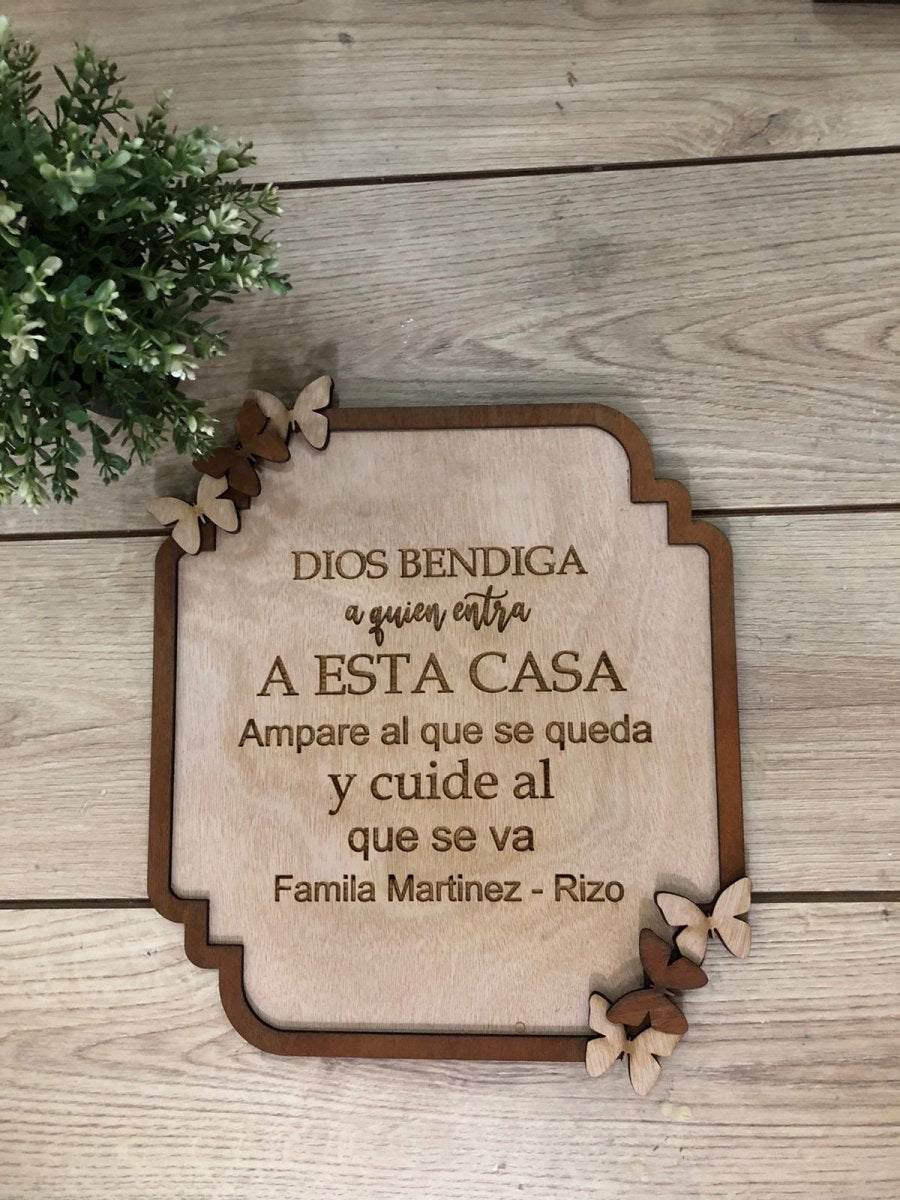 DIOS BENDIGA
a quien entra
A ESTA CASA
Ampare al que se queda
y cuide al
que se va
Famila Martinez - Rizo